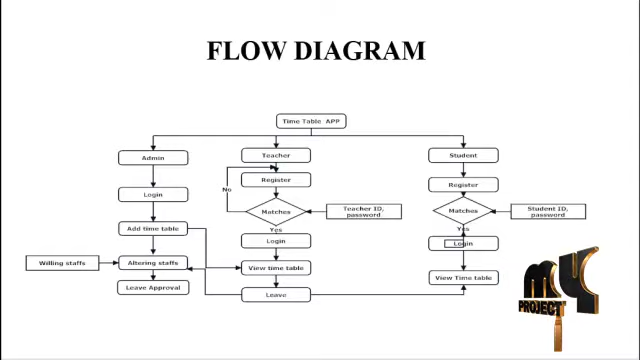 FLOW DIAGRAM
Time Table APP
Admin
Teacher
Student
Login
Register
Register
No
Matches
Teacher ID,
password
Matches
Student ID,
password
Add time table
Yes
Yes
Login
Login
Willing staffs
Altering staffs
View time table
View Time table
Leave Approval
Leave
MY
PROJECT